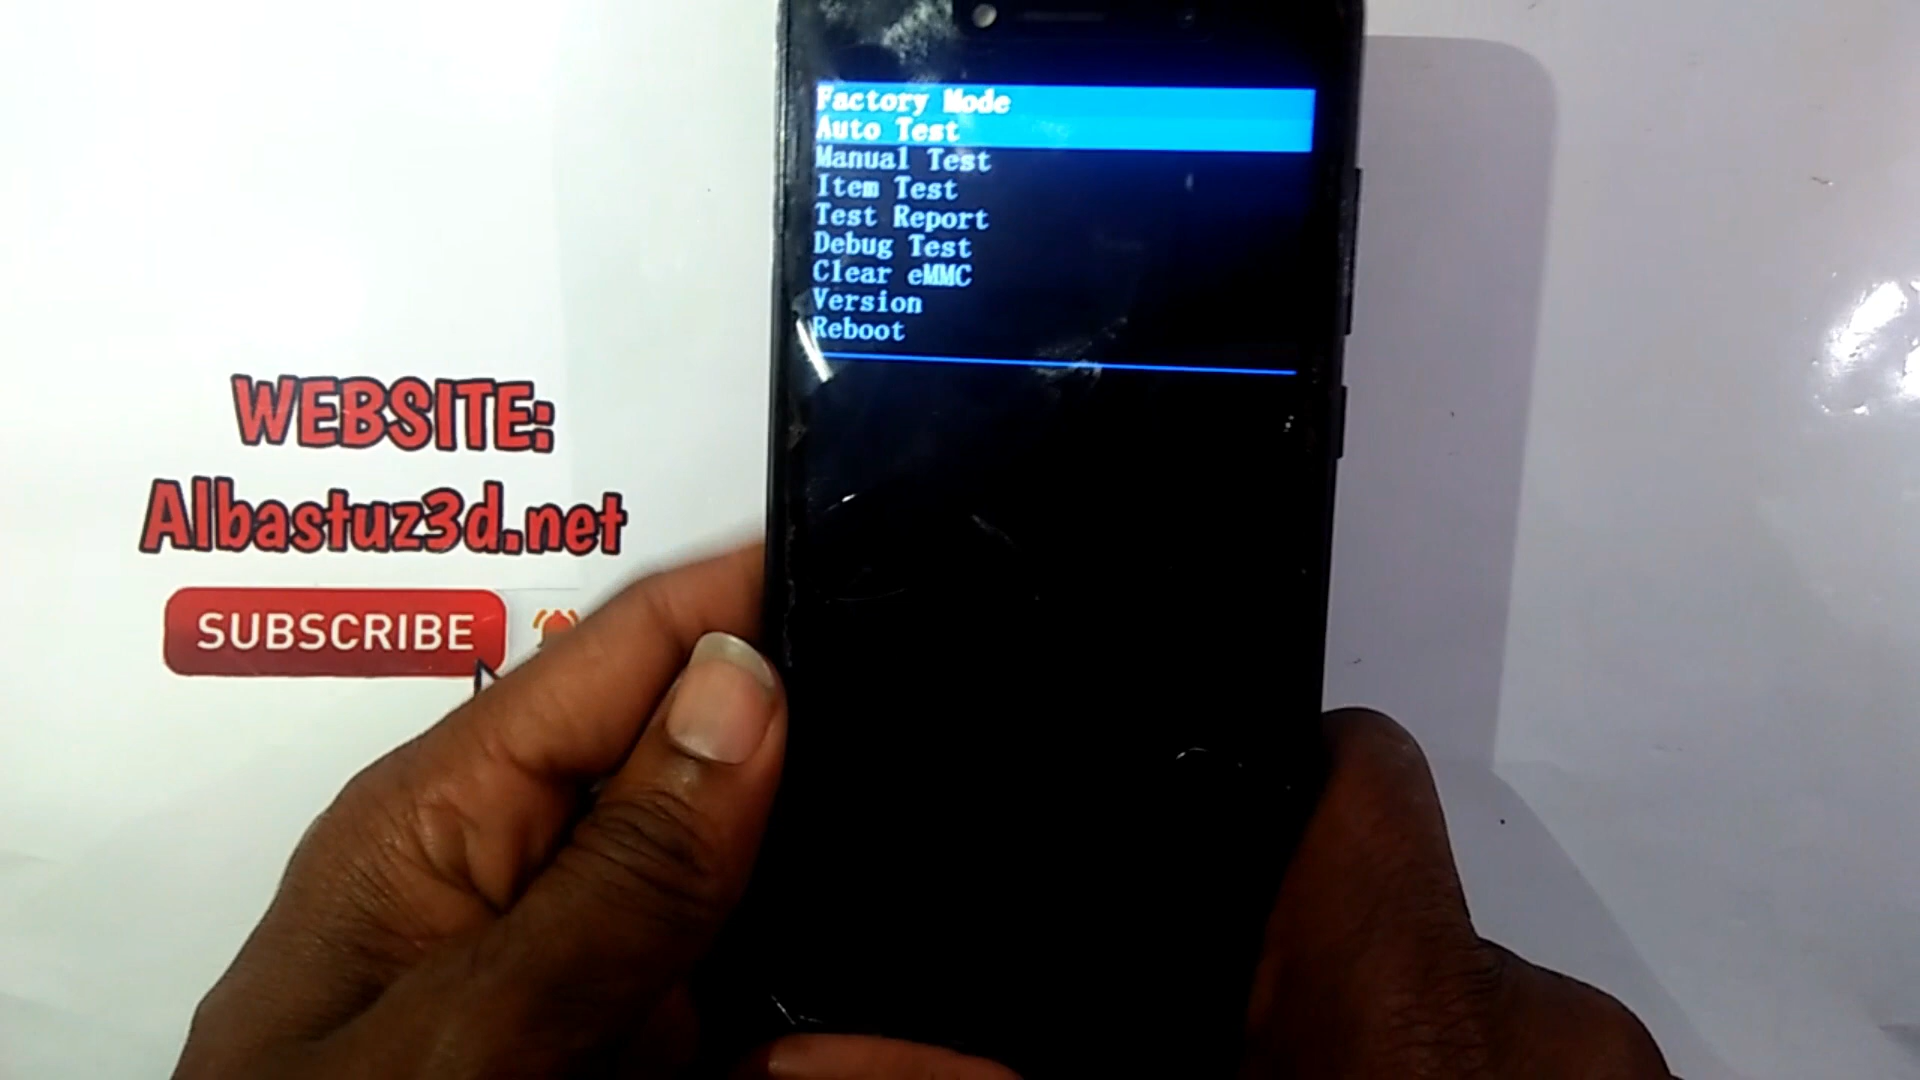 Factory Mode
Auto Test
Manual Test
Item Test
Test Report
Debug Test
Clear eMMC
Version
Reboot
WEBSITE:
Albastuz3d.net
SUBSCRIBE